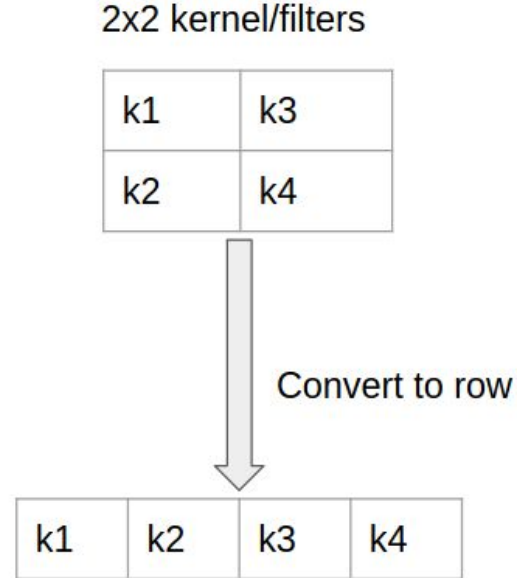 2x2 kernel/filters
k1 k3
k2 k4
Convert to row
k1 k2 k3 k4